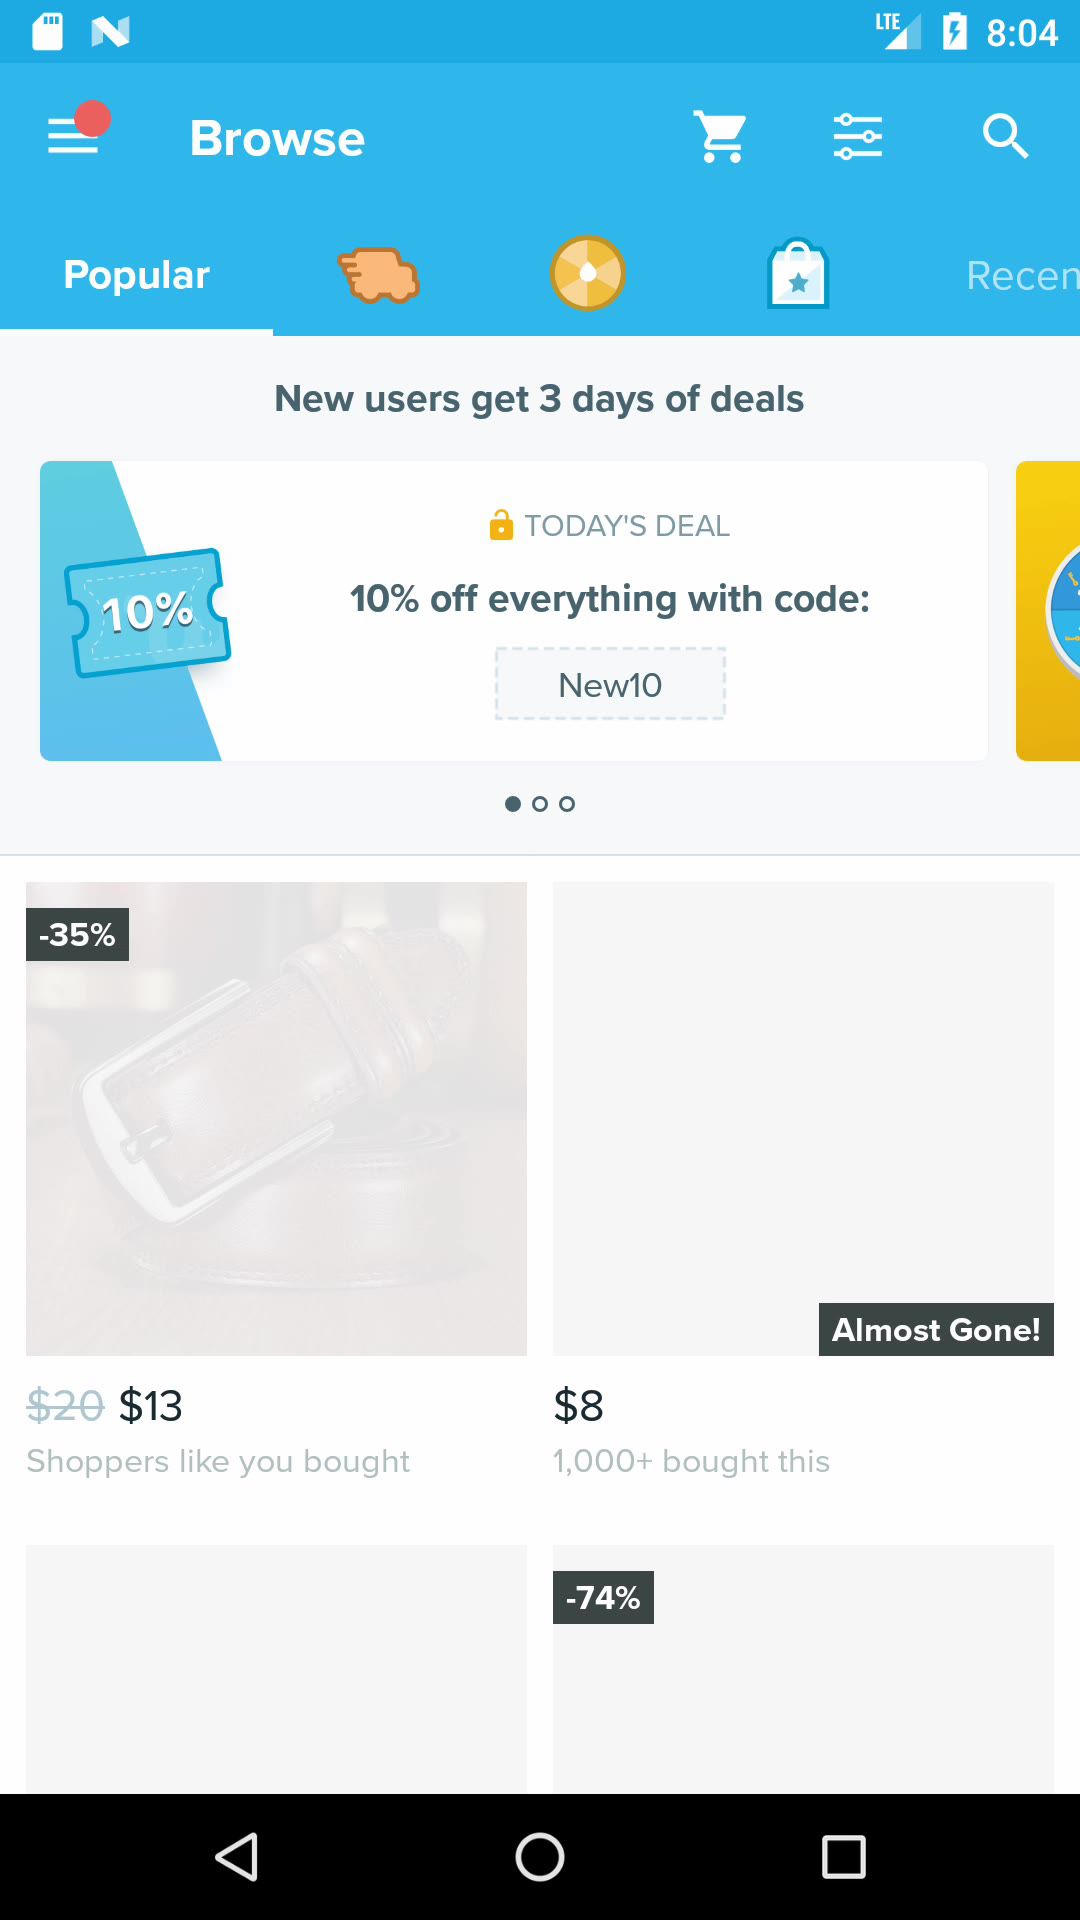 LTE 8:04
Browse
Popular
Recen
New users get 3 days of deals
TODAY'S DEAL
10%
10% off everything with code:
New10
-35%
Almost Gone!
$20 $13
$8
Shoppers like you bought
1,000+ bought this
-74%